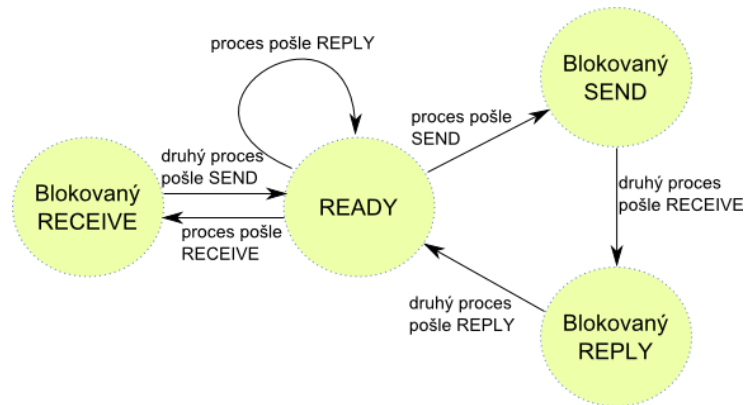 proces pošle REPLY
Blokovaný
SEND
proces pošle
SEND
druhý proces
pošle SEND
Blokovaný
RECEIVE
READY
druhý proces
pošle RECEIVE
proces pošle
RECEIVE
druhý proces
pošle REPLY
Blokovaný
REPLY